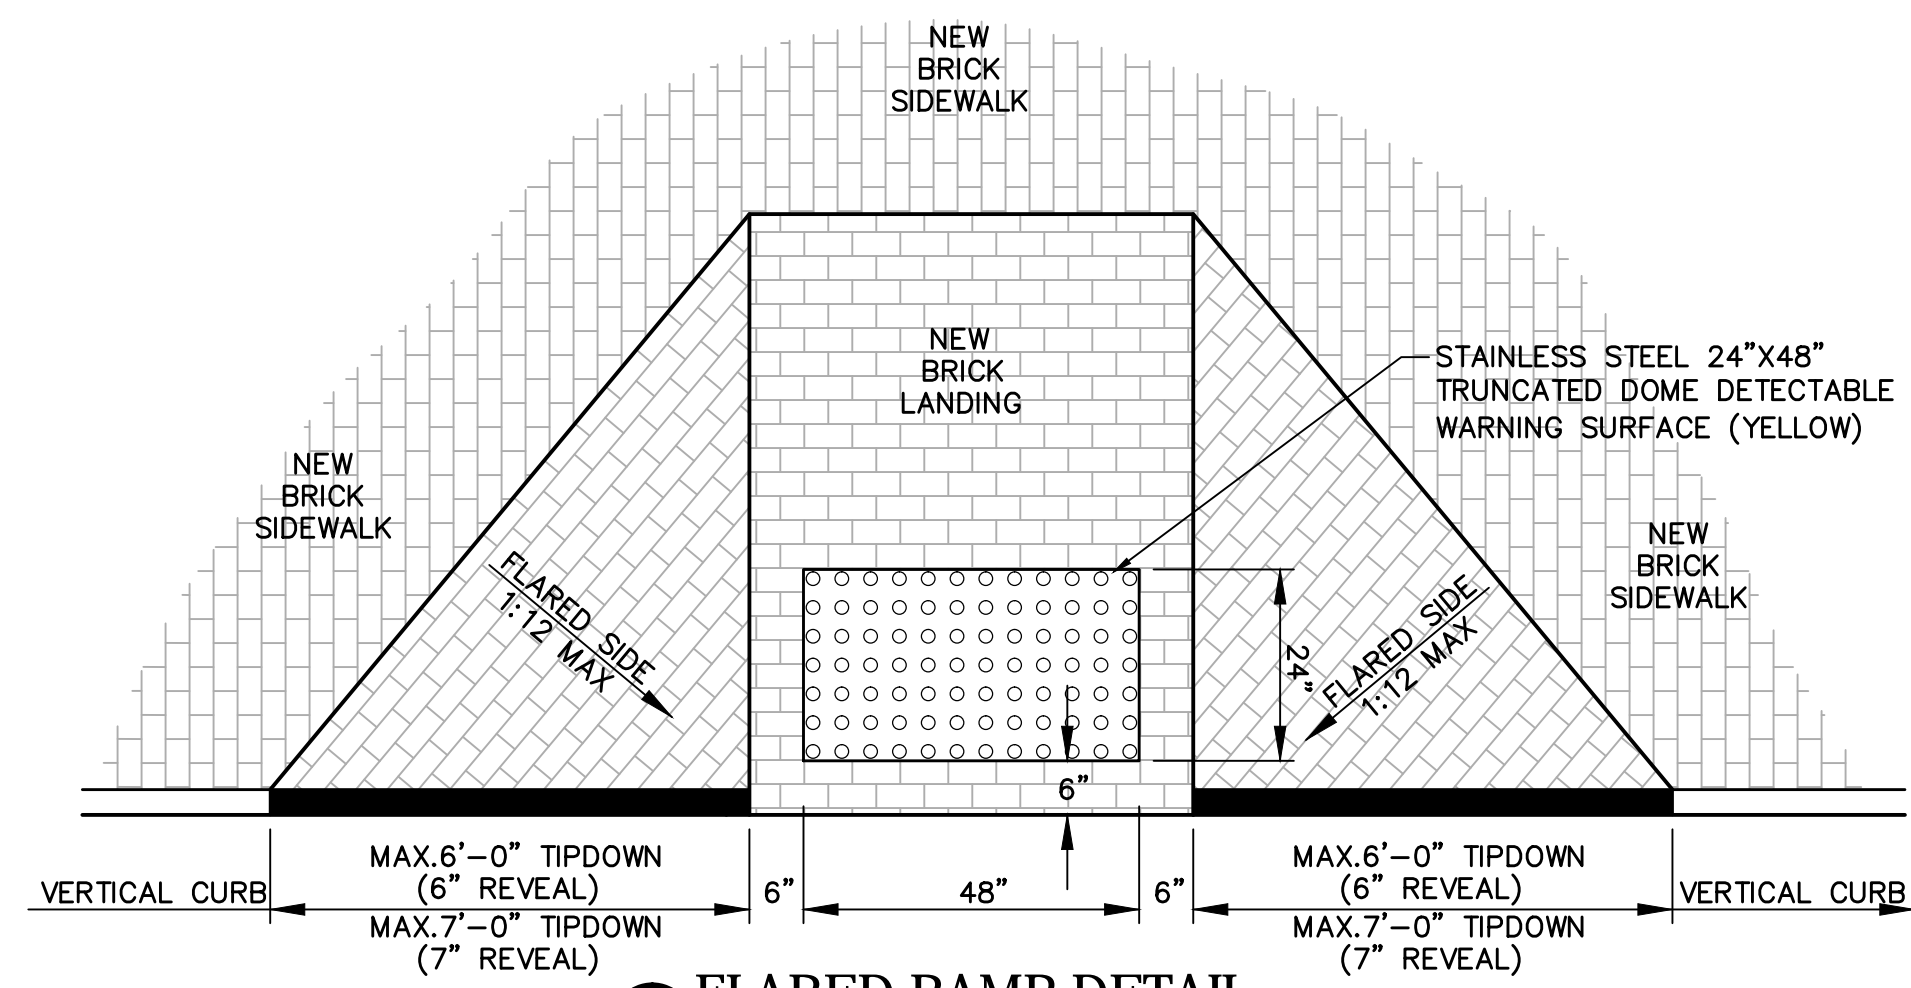 NEW
BRICK
SIDEWALK
NEW
BRICK
LANDING
STAINLESS STEEL 24"X48"
TRUNCATED DOME DETECTABLE
WARNING SURFACE (YELLOW)
NEW
BRICK
SIDEWALK
NEW
BRICK
SIDEWALK
FLARED SIDE
1:12 MAX
24"
FLARED SIDE
1:12 MAX
6"
MAX.6'-0" TIPDOWN
(6" REVEAL)
MAX.6'-0" TIPDOWN
(6" REVEAL)
VERTICAL CURB
6"
48"
6"
VERTICAL CURB
MAX.7'-0" TIPDOWN
(7" REVEAL)
MAX.7'-0" TIPDOWN
(7" REVEAL)
FLARED RAMP DETAIL